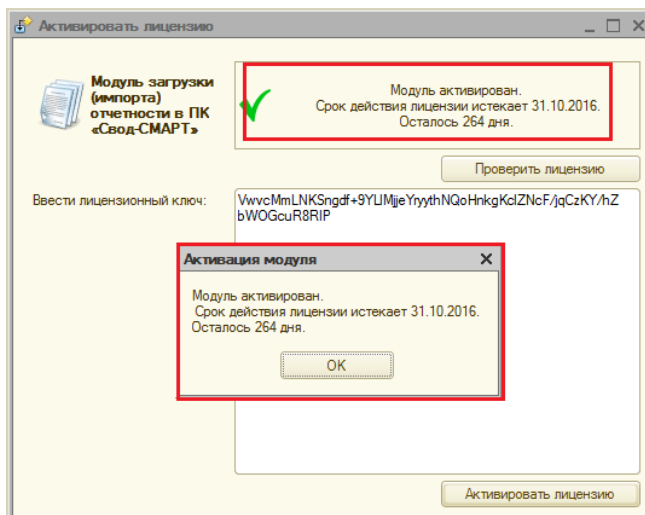 Активировать лицензию
Модуль загрузки
(импорта)
отчетности в ПК
«Свод-СМАРТ»
Модуль активирован.
Срок действия лицензии истекает 31.10.2016.
Осталось 264 дня.
Проверить лицензию
Ввести лицензионный ключ:
VwvcMmLNKSngdf+9YLlMjjeYryythNQoHnkgKclZNcF/jqCzKY/hZ
bWOGcuR8RIP
Активация модуля
Модуль активирован.
Срок действия лицензии истекает 31.10.2016.
Осталось 264 дня.
OK
Активировать лицензию